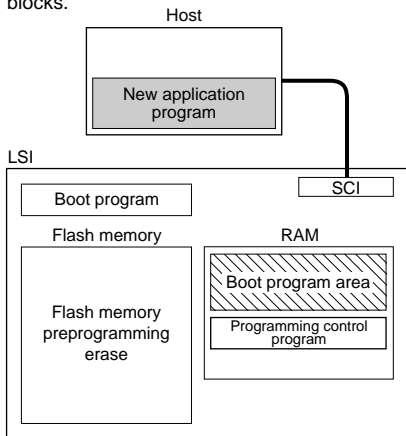 blocks.
Host
New application
program
LSI
SCI
Boot program
Flash memory
RAM
Boot program area
Flash memory
preprogramming
erase
Programming control
program